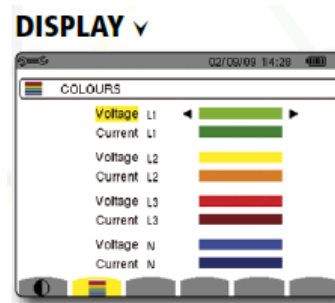 DISPLAY
02/09/09 14:28
COLOURS
Voltage L1
Current L1
Voltage L2
Current L2
Voltage L3
Current L3
Voltage N
Current N